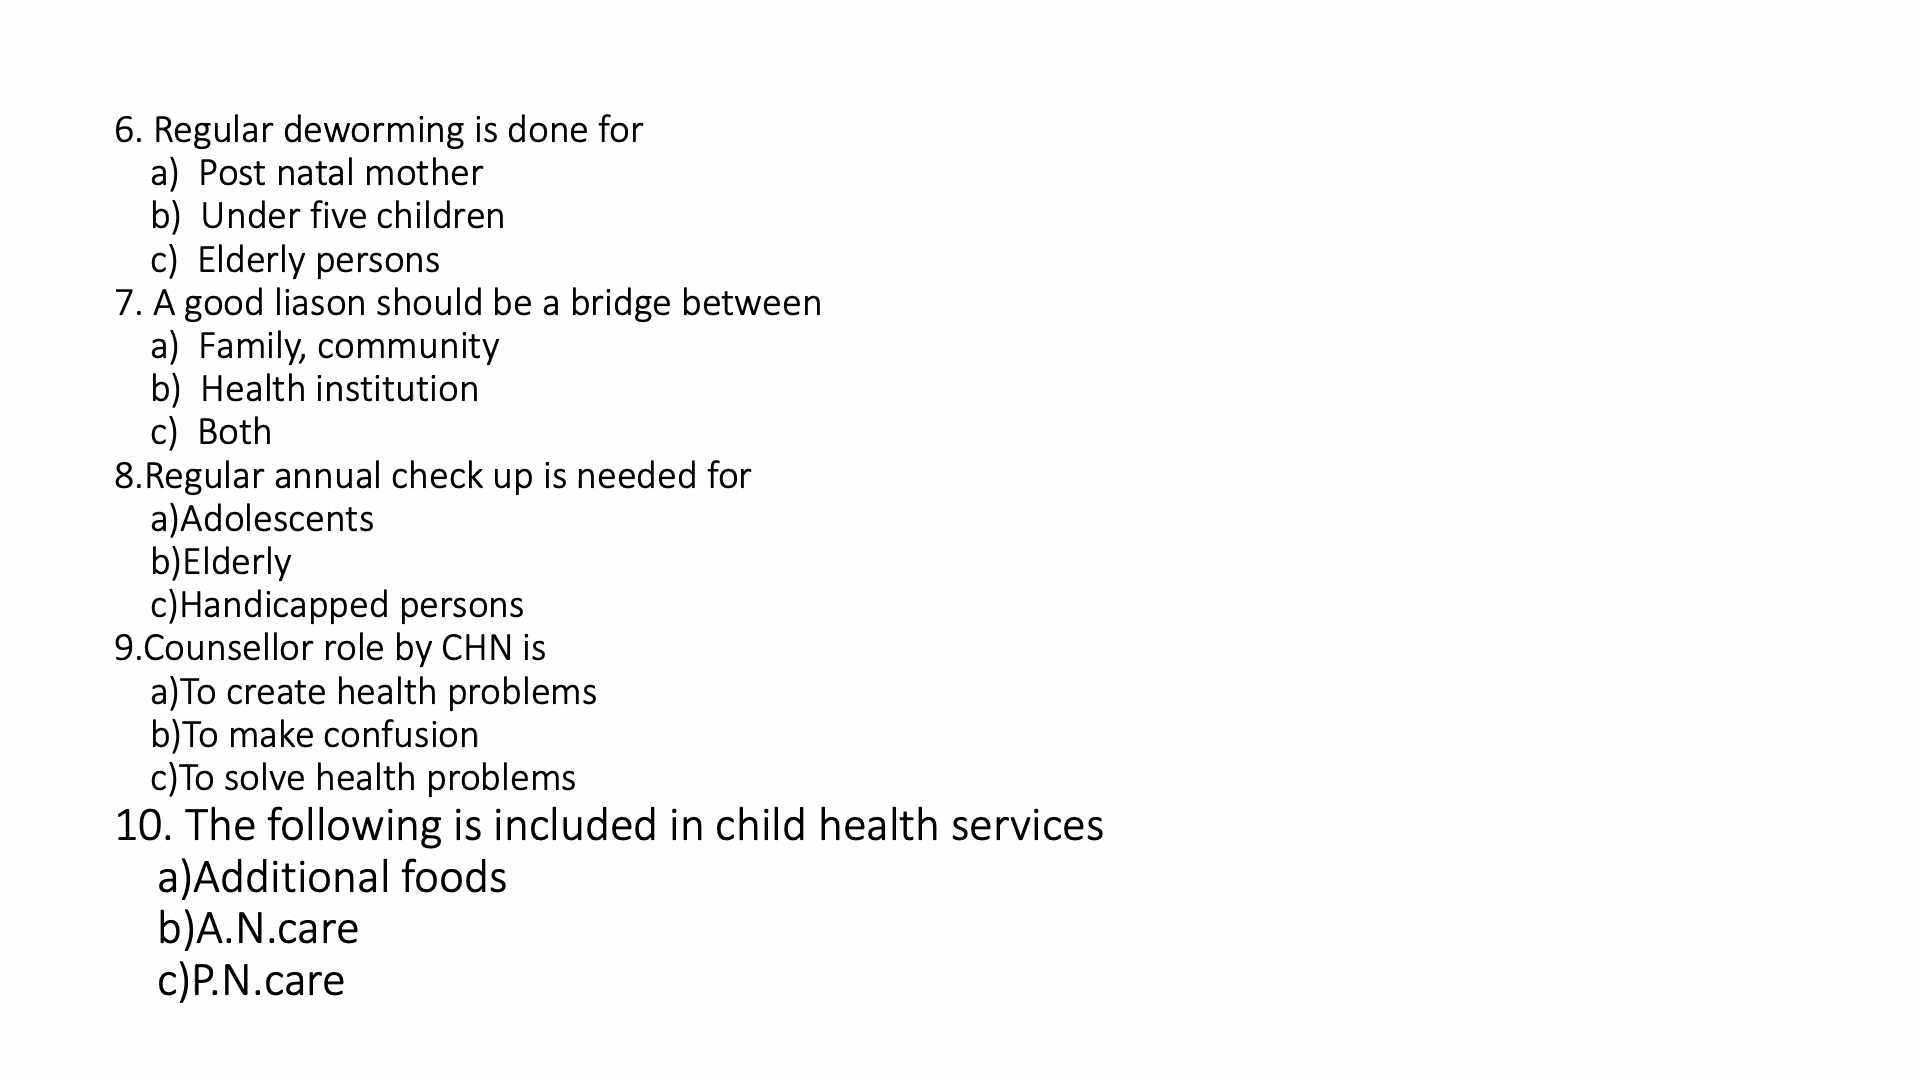 6. Regular deworming is done for
a) Post natal mother
b) Under five children
c) Elderly persons
7. A good liason should be a bridge between
a) Family, community
b) Health institution
c) Both
8.Regular annual check up is needed for
a)Adolescents
b)Elderly
c)Handicapped persons
9.Counsellor role by CHN is
a)To create health problems
b)To make confusion
c)To solve health problems
10. The following is included in child health services
a)Additional foods
b)A.N.care
c)P.N.care